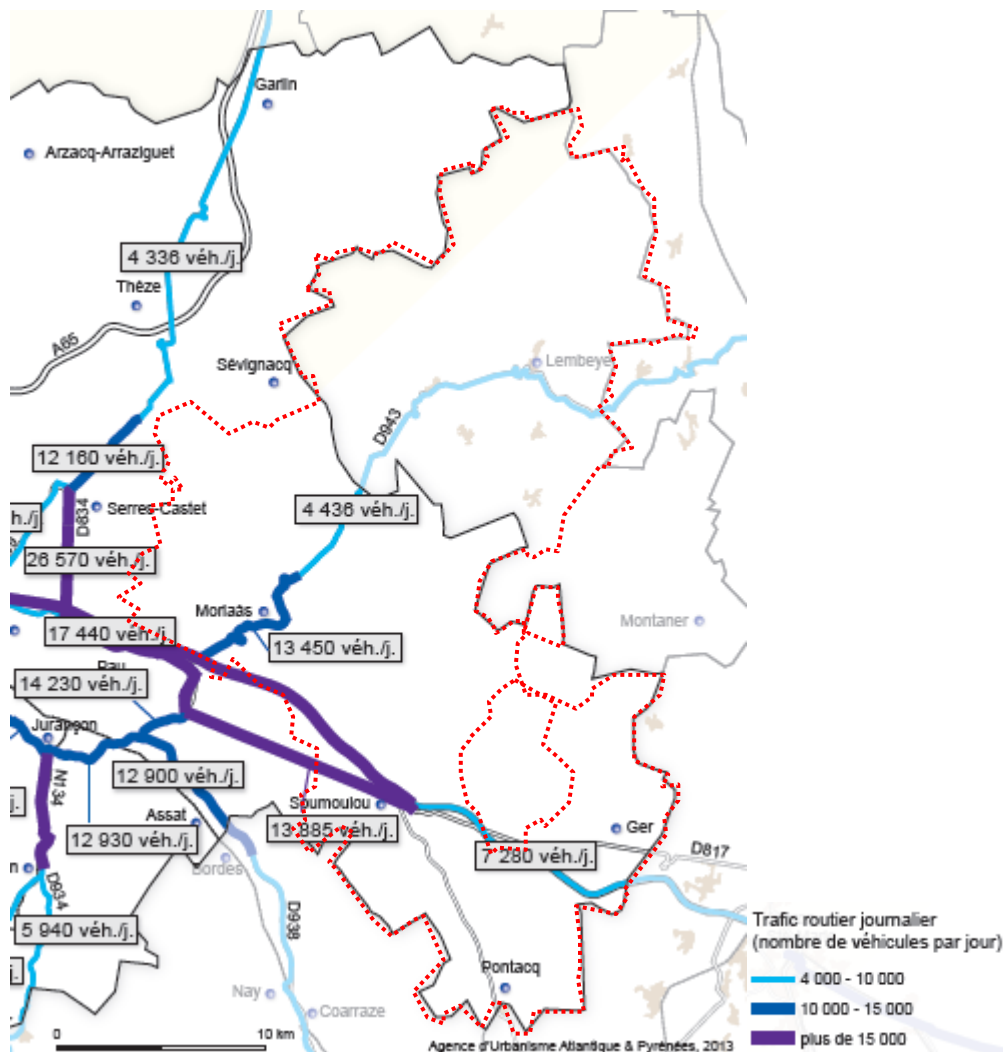 Garlin
Arzacq-Arraziguet
4 336 véh./j.
Thèze
A65
Sévignacq
Lembeye
D943
12 160 véh./j.
4 436 véh./j.
Serres-Castet
D834
h./j
26 570 véh./j.
Morlaàs
Montaner
17 440 véh./j.
13 450 véh./j.
Pau
14 230 véh./j.
Jurançon
12 900 véh./j.
N134
Soumoulou
Assat
13 885 véh./j.
Ger
12 930 véh./j.
7 280 véh./j.
D817
Bordes
D934
5 940 véh./j.
D938
Pontacq
Nay
Coarraze
0 10 km
Agence d'Urbanisme Atlantique & Pyrénées, 2013
Trafic routier journalier
(nombre de véhicules par jour)
4 000 - 10 000
10 000 - 15 000
plus de 15 000